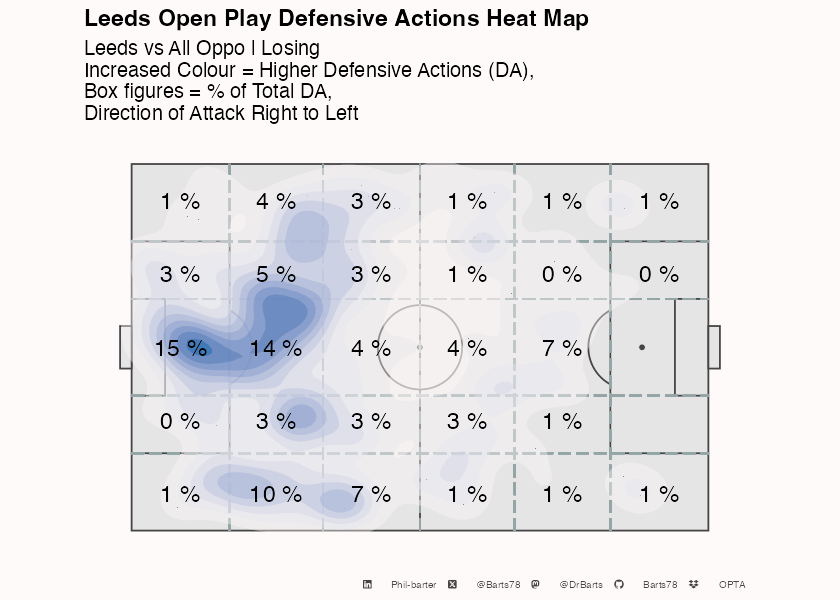 Leeds Open Play Defensive Actions Heat Map
Leeds vs All Oppo | Losing
Increased Colour = Higher Defensive Actions (DA),
Box figures = % of Total DA,
Direction of Attack Right to Left
1 % 4 % 3 % 1 % 1 % 1 %
3 % 5 % 3 % 1 % 0 % 0 %
15 % 14 % 4 % 4 % 7 %
0 % 3 % 3 % 3 % 1 %
1 % 10 % 7 % 1 % 1 % 1 %
Phil-barter @Barts78 @DrBarts Barts78 OPTA